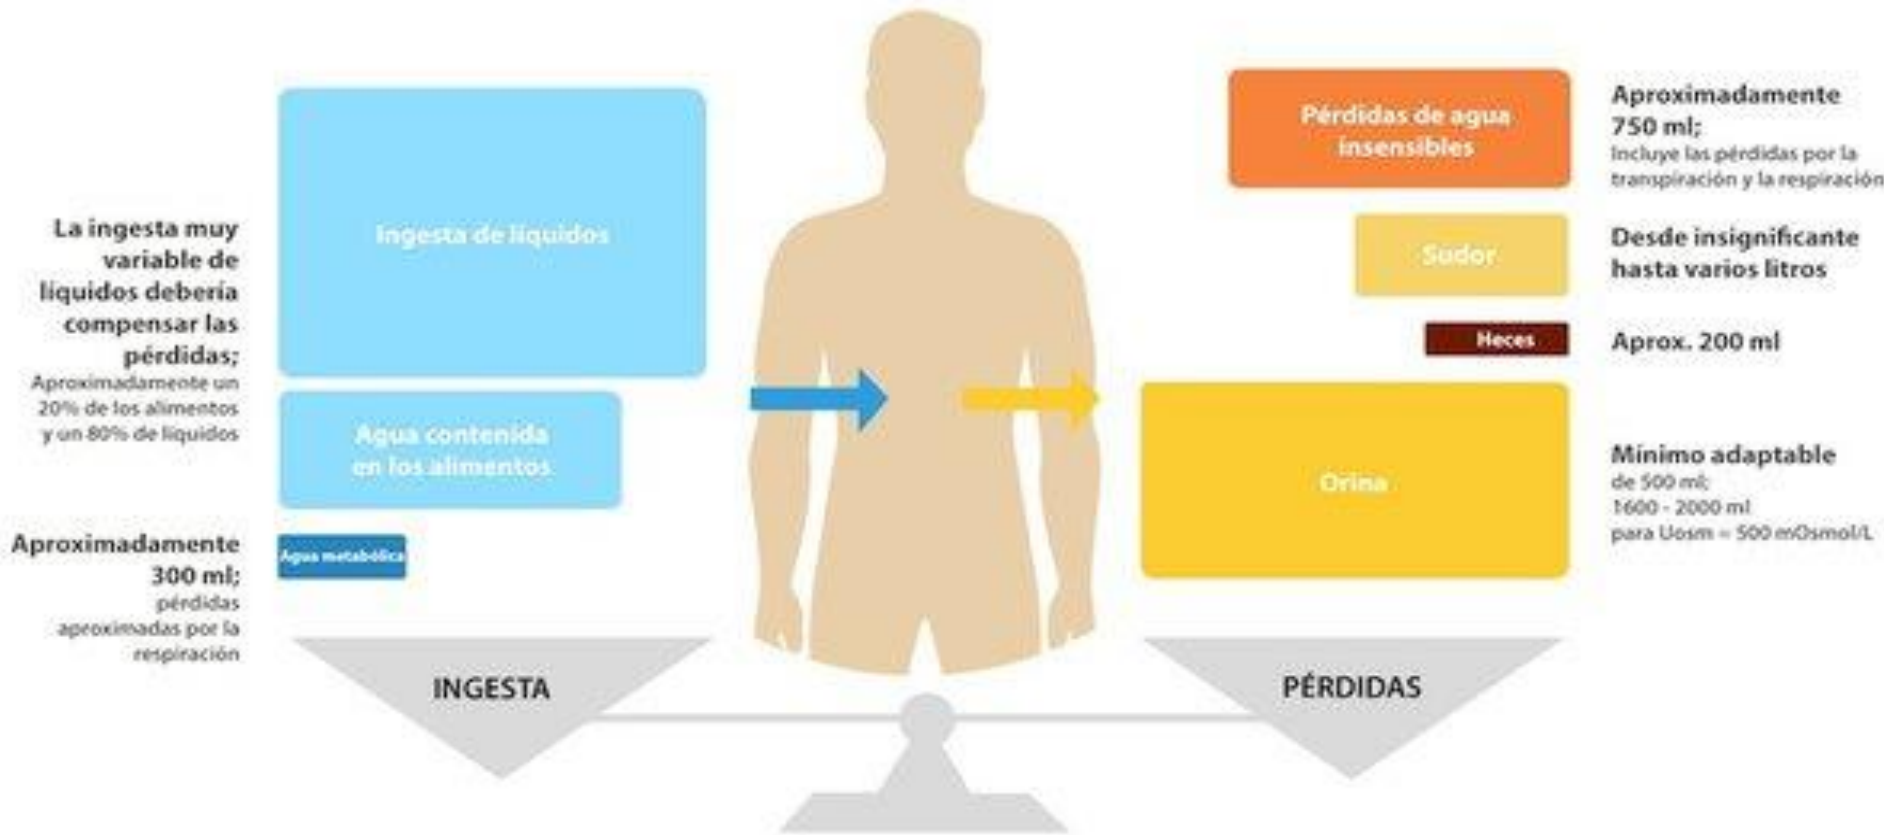 La ingesta muy
variable de
líquidos debería
compensar las
pérdidas;
Aproximadamente un
20% de los alimentos
y un 80% de líquidos
Aproximadamente
300 ml;
pérdidas
aproximadas por la
respiración
Ingesta de líquidos
Agua contenida
en los alimentos
Agua metabólica
INGESTA
Pérdidas de agua
insensibles
Sudor
Heces
Orina
PÉRDIDAS
Aproximadamente
750 ml;
Incluye las pérdidas por la
transpiración y la respiración
Desde insignificante
hasta varios litros
Aprox. 200 ml
Mínimo adaptable
de 500 ml;
1600 - 2000 ml
para Uosm = 500 mOsmol/L